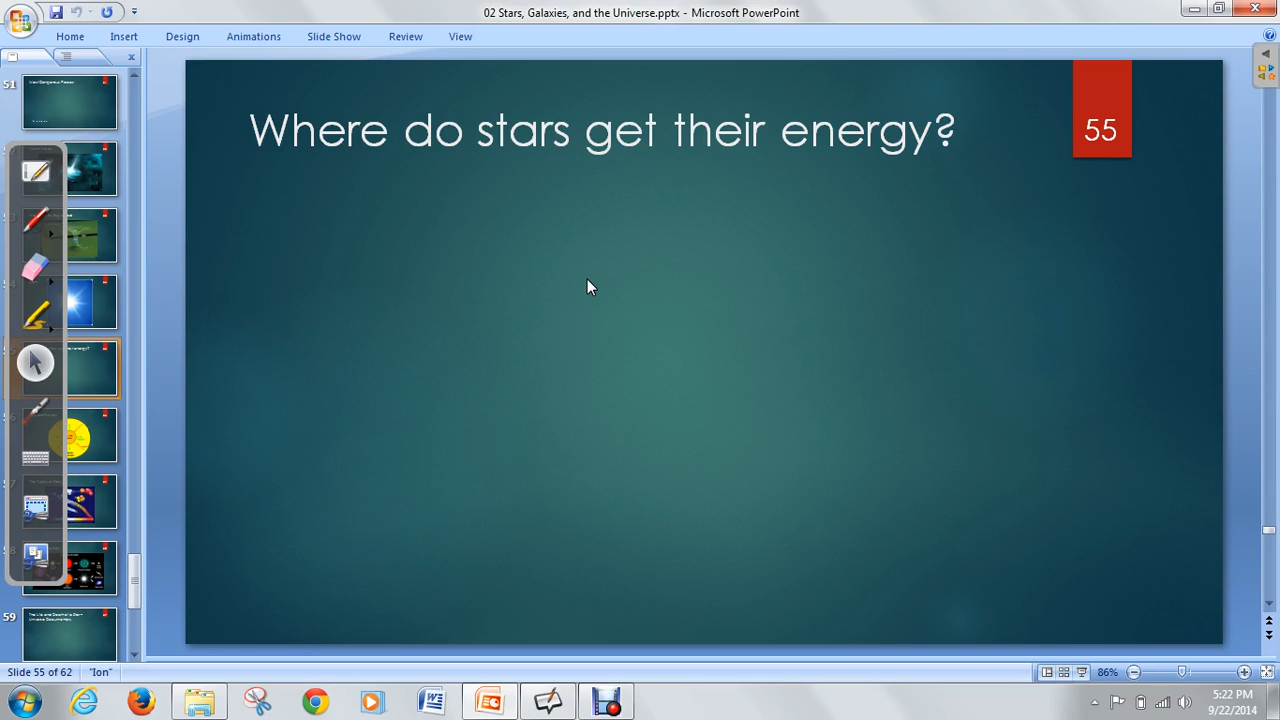 02 Stars, Galaxies, and the Universe.pptx - Microsoft PowerPoint
Home Insert Design Animations Slide Show Review View
51
Where do stars get their energy?
55
59
Slide 55 of 62 "Ion" 86%
5:22 PM
9/22/2014